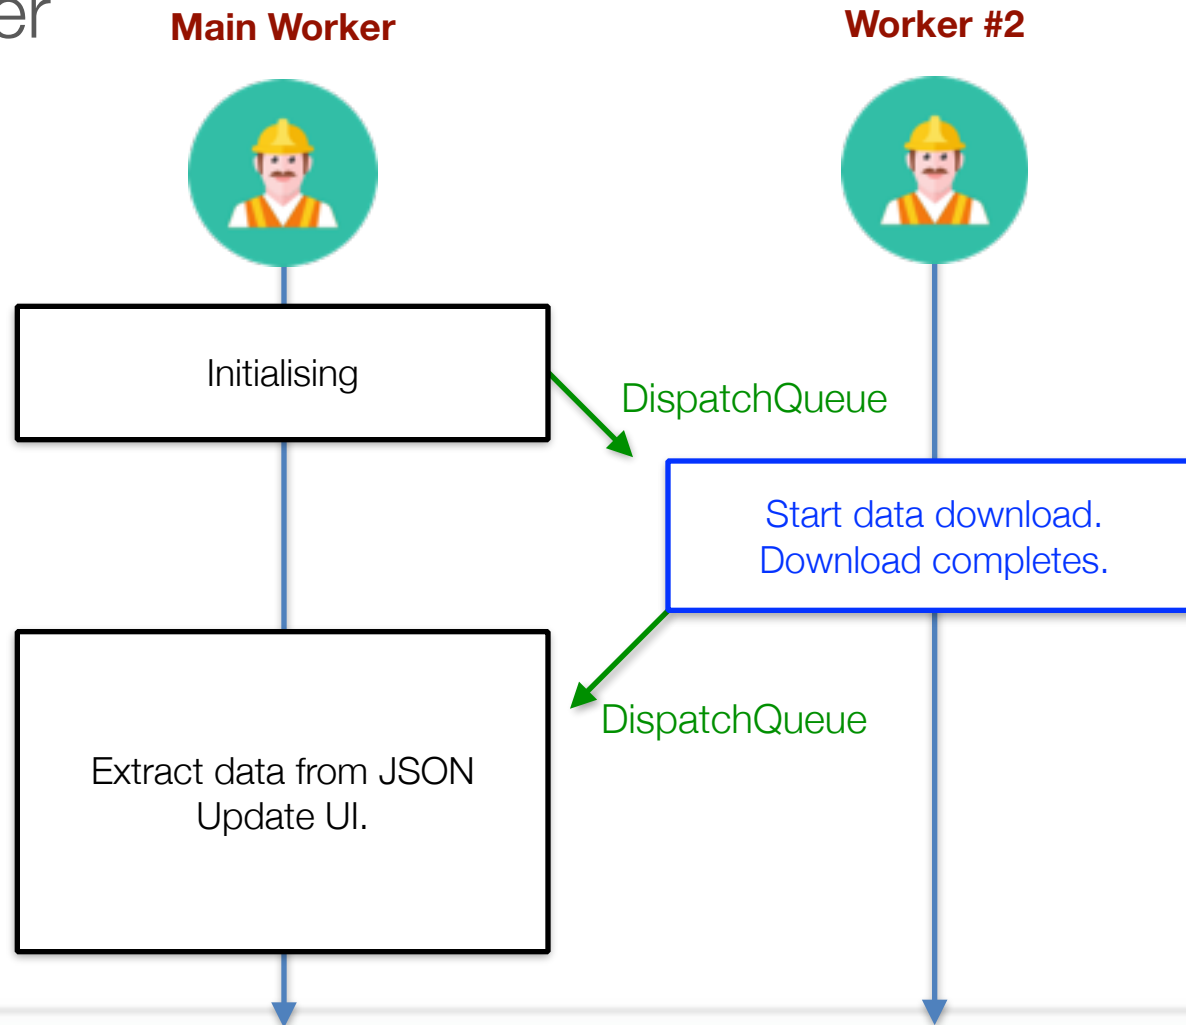 Main Worker
Worker #2
Initialising
DispatchQueue
Start data download.
Download completes.
DispatchQueue
Extract data from JSON
Update UI.